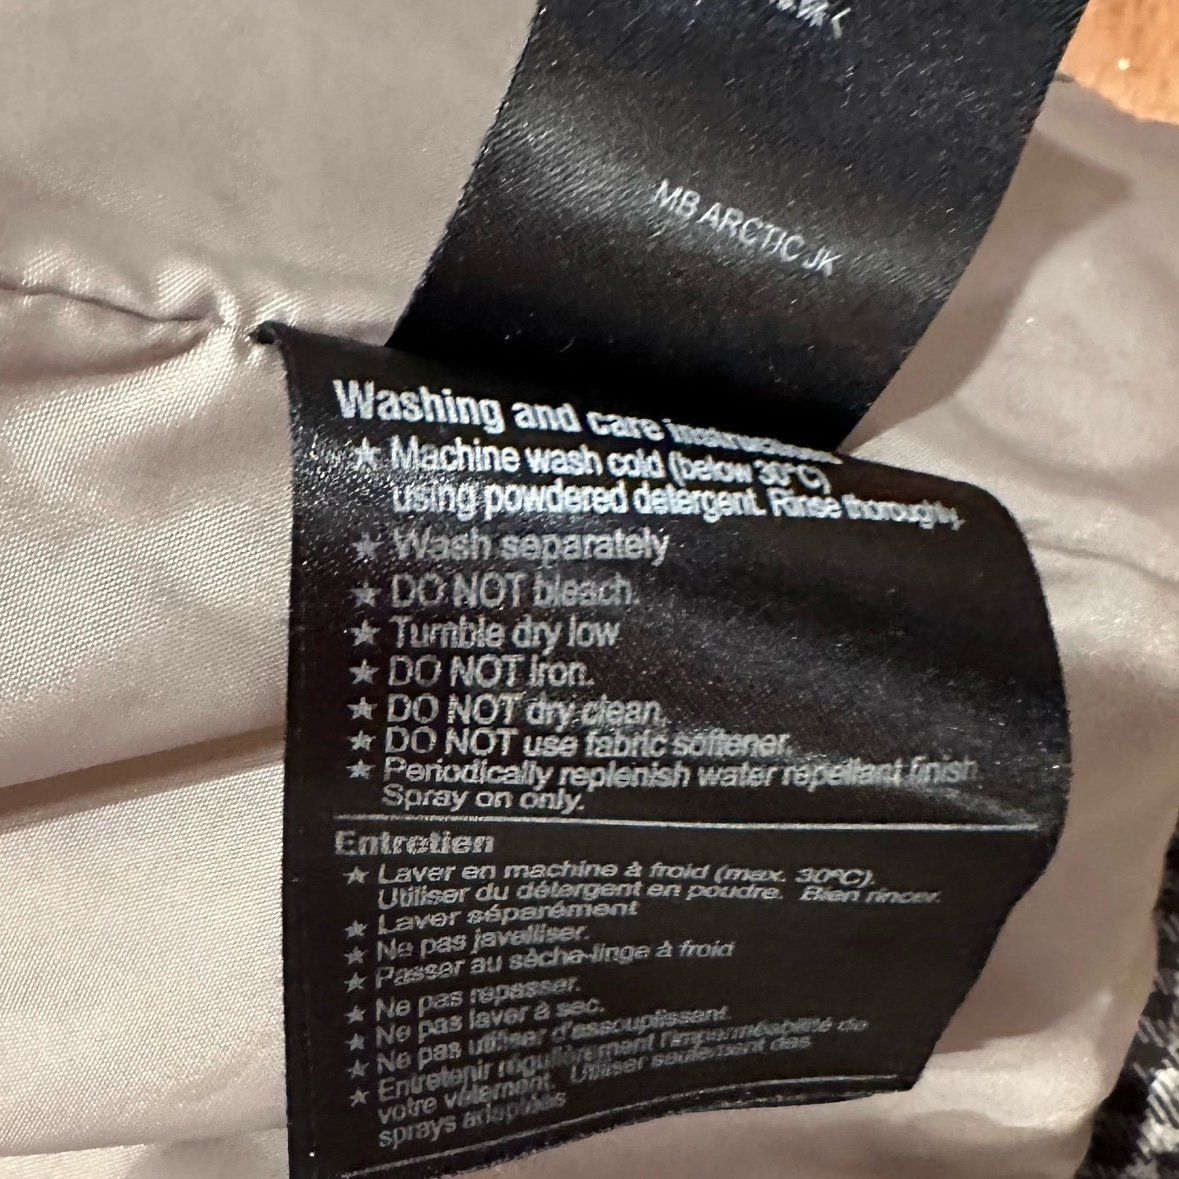 MB ARCTIC JK
Washing and care instructions
★ Machine wash cold (below 30°C)
using powdered detergent. Rinse thoroughly.
★ Wash separately
★ DO NOT bleach.
★ Tumble dry low
★ DO NOT iron.
★ DO NOT dry clean.
★ DO NOT use fabric softener.
★ Periodically replenish water repellant finish
Spray on only.
Entretien
★ Laver en machine à froid (max. 30°C).
Utiliser du détergent en poudre. Bien rincer.
★ Laver séparément
★ Ne pas javelliser.
★ Passer au sèche-linge à froid
★ Ne pas repasser.
★ Ne pas laver à sec.
★ Ne pas utiliser d'assouplissant
★ Entretenir régulièrement l'imperméabilité de
votre vêtement. Utiliser seulement des
sprays adaptés